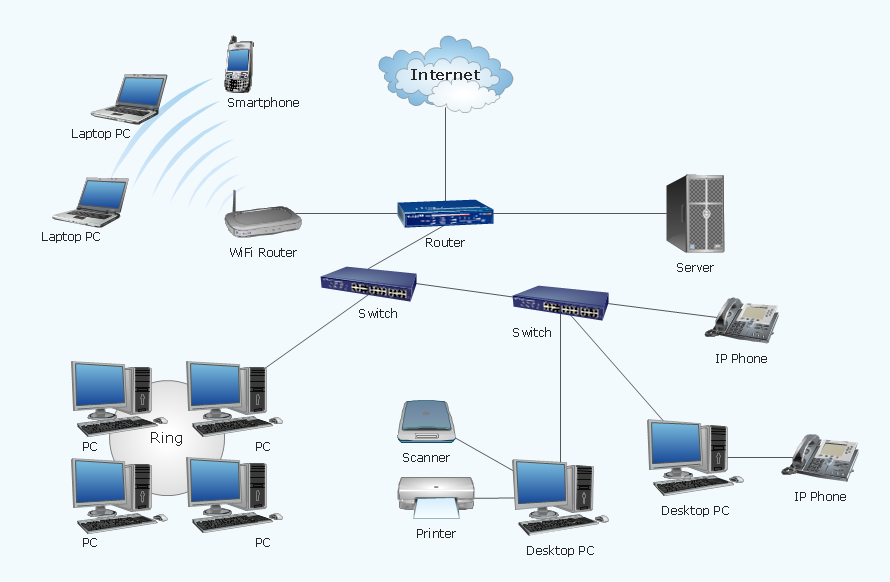 Internet
Smartphone
Laptop PC
Laptop PC
WiFi Router
Router
Server
Switch
Switch
IP Phone
PC
Ring
PC
Scanner
PC
PC
Printer
Desktop PC
Desktop PC
IP Phone